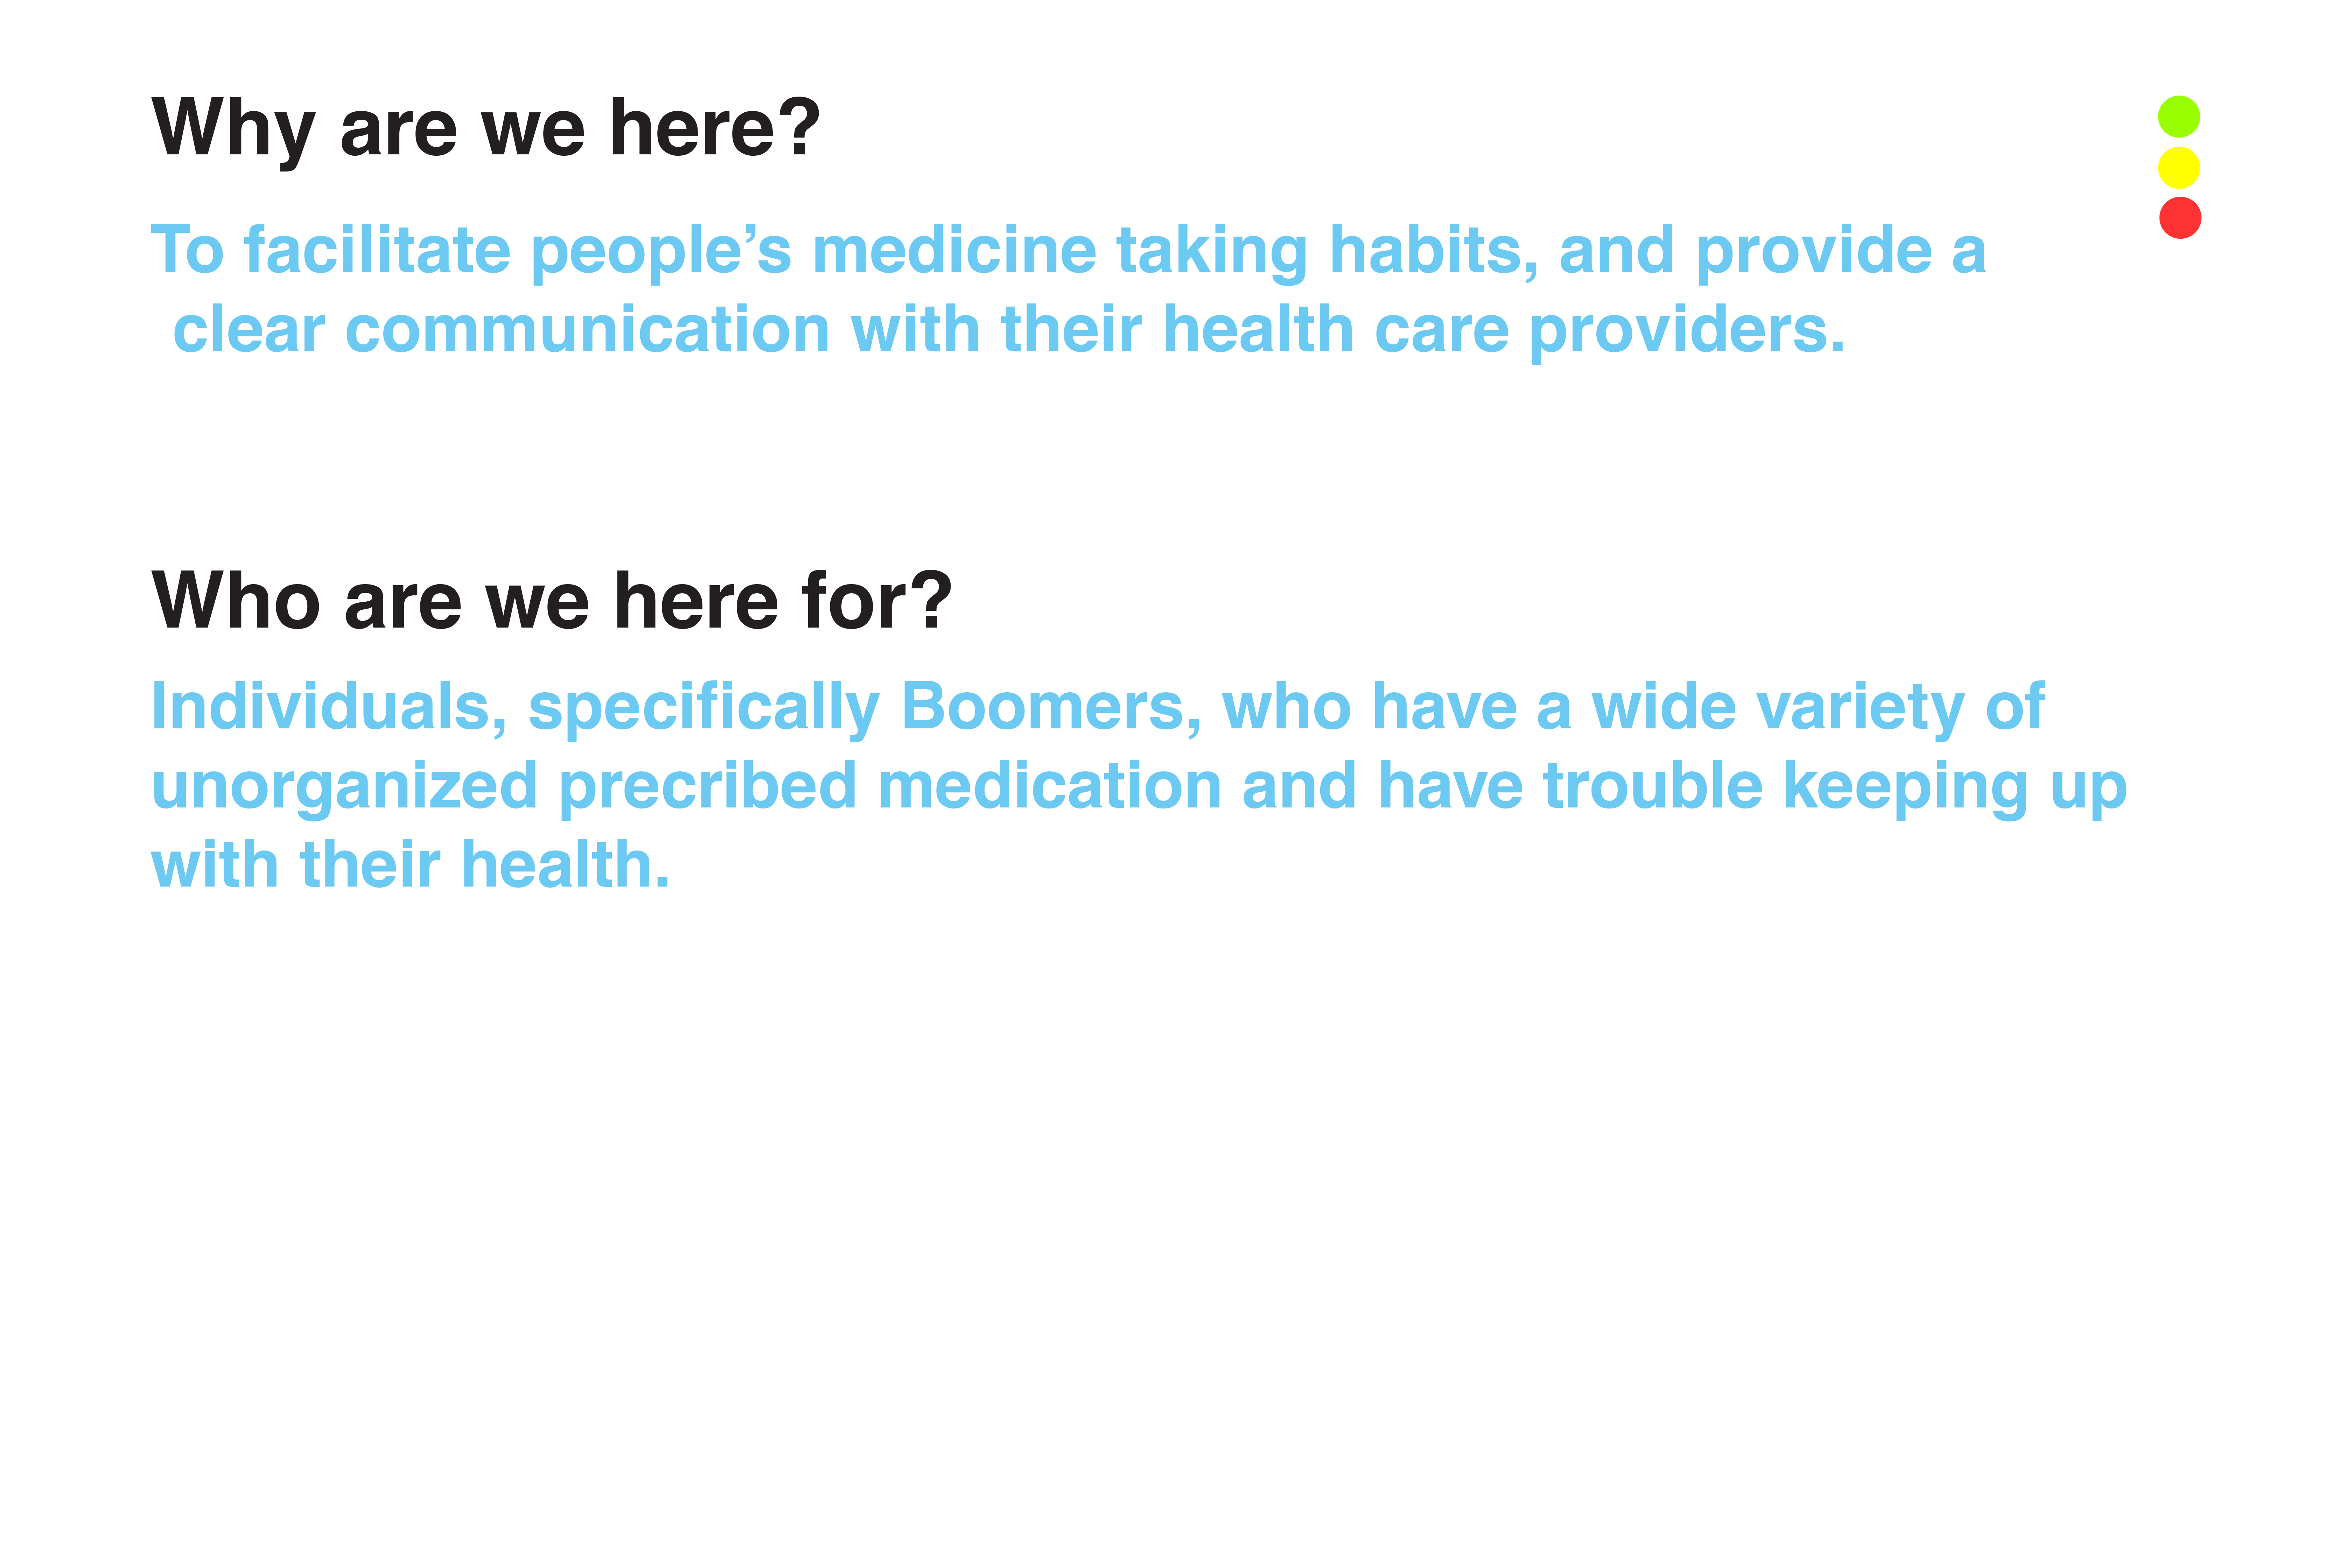 Why are we here?
To facilitate people’s medicine taking habits, and provide a
clear communication with their health care providers.
Who are we here for?
Individuals, specifically Boomers, who have a wide variety of
unorganized precribed medication and have trouble keeping up
with their health.